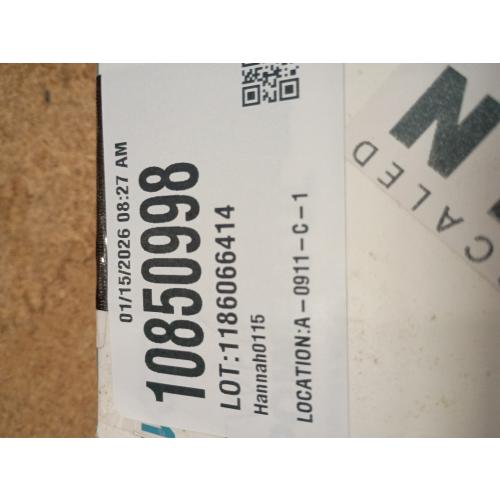 01/15/2026 08:27 AM
10850998
LOT:1186066414
Hannah0115
LOCATION:A-0911-C-1
CALED
N